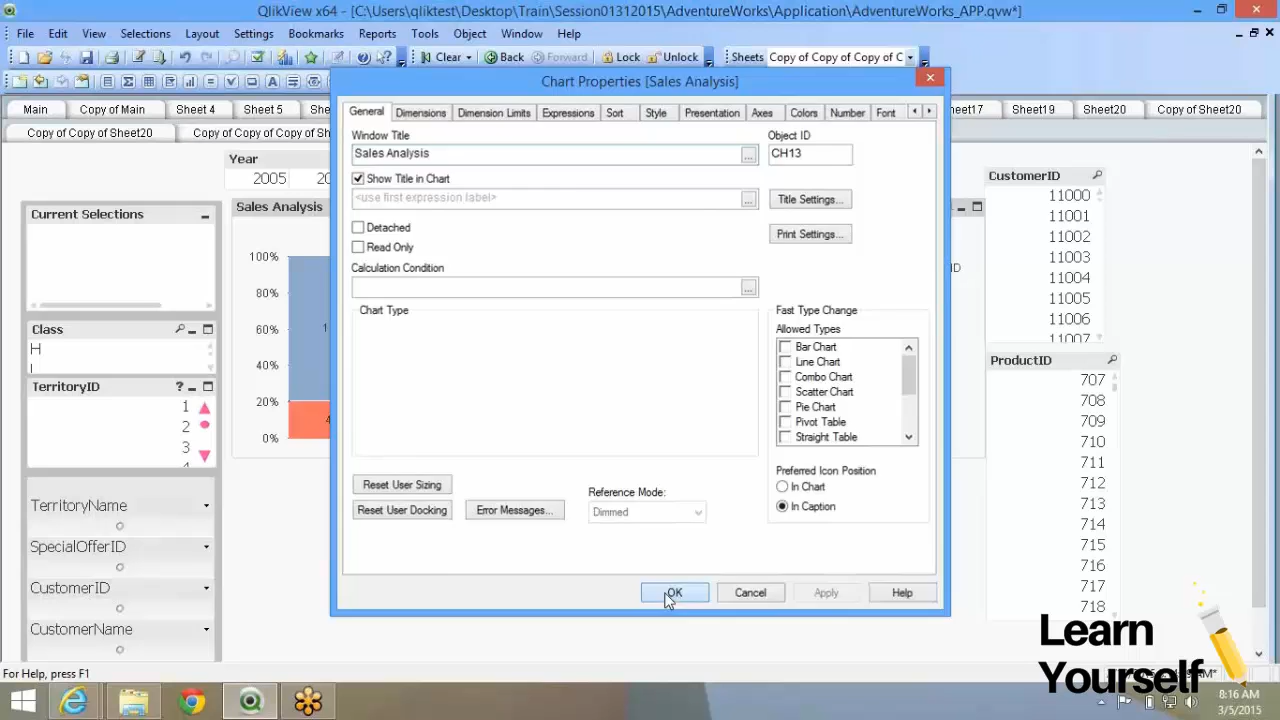 QlikView x64 - [C:\Users\qliktest\Desktop\Train\Session01312015\AdventureWorks\Application\AdventureWorks_APP.qvw*]
File Edit View Selections Layout Settings Bookmarks Reports Tools Object Window Help
Clear Back Forward Lock Unlock Sheets Copy of Copy of Copy of C
Chart Properties [Sales Analysis]
Main Copy of Main Sheet 4 Sheet 5 Sheet19 Sheet20 Copy of Sheet20
Copy of Copy of Sheet20 Copy of Copy of Sh
General Dimensions Dimension Limits Expressions Sort Style Presentation Axes Colors Number Font
Window Title
Sales Analysis ...
Object ID
CH13
Show Title in Chart
<use first expression label> ...
Title Settings...
Detached
Read Only
Print Settings...
Calculation Condition
...
Chart Type
Fast Type Change
Allowed Types
Bar Chart
Line Chart
Combo Chart
Scatter Chart
Pie Chart
Pivot Table
Straight Table
Preferred Icon Position
In Chart
In Caption
Reset User Sizing
Reset User Docking
Error Messages...
Reference Mode:
Dimmed
OK Cancel Apply Help
Year
2005
Current Selections
Sales Analysis
100%
80%
60%
40%
20%
0%
Class
H
TerritoryID
?
1
2
3
TerritoryName
SpecialOfferID
CustomerID
CustomerName
CustomerID
11000
11001
11002
11003
11004
11005
11006
11007
ProductID
707
708
709
710
711
712
713
714
715
716
717
718
For Help, press F1
Learn
Yourself
8:16 AM
3/5/2015